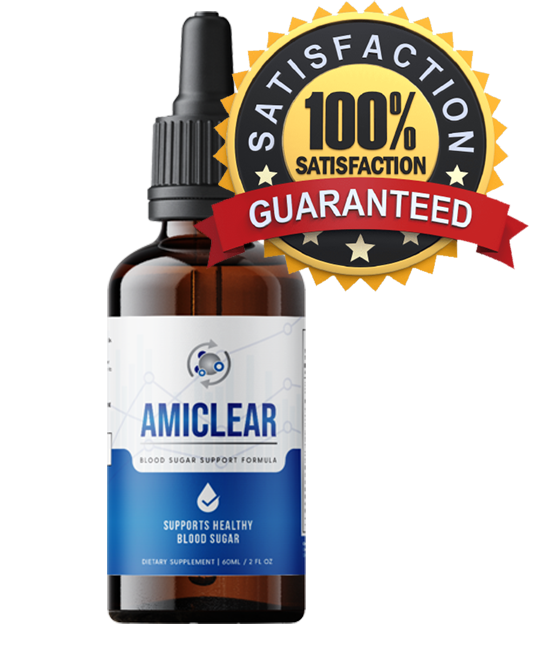 SATISFACTION
100%
SATISFACTION
GUARANTEED
AMICLEAR
BLOOD SUGAR SUPPORT FORMULA
SUPPORTS HEALTHY
BLOOD SUGAR
DIETARY SUPPLEMENT | 60ML / 2 FL OZ